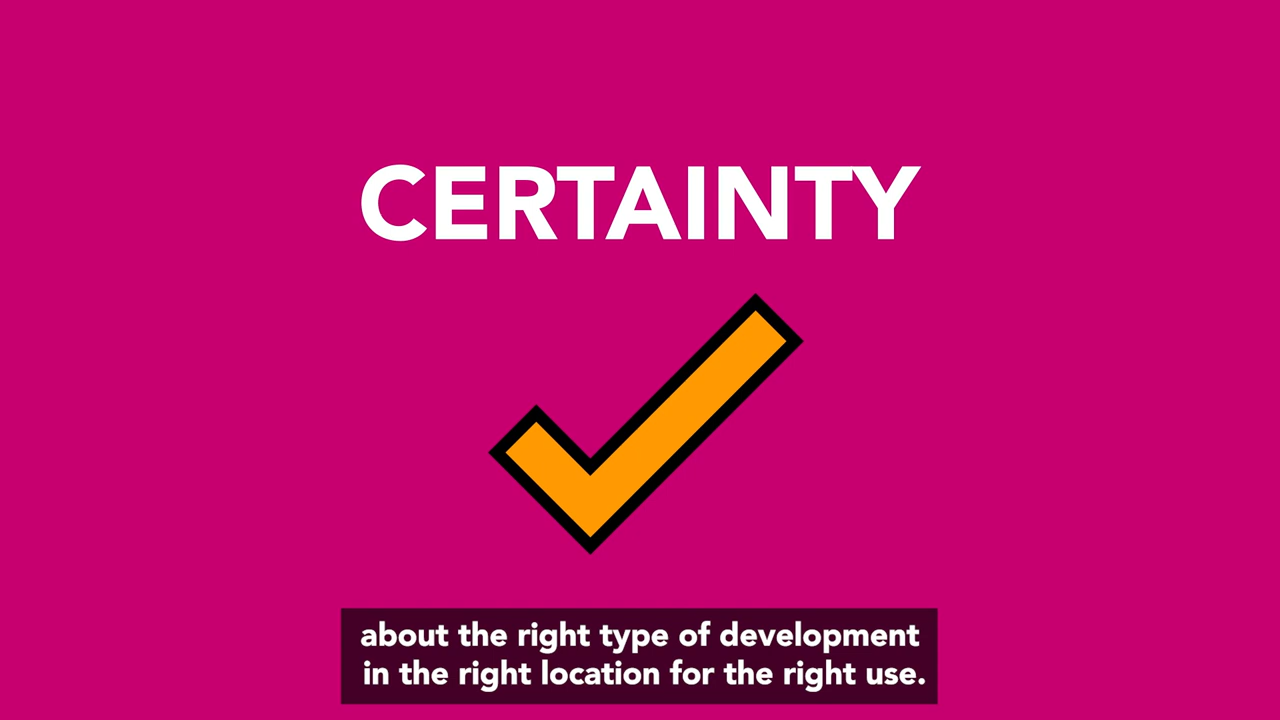 CERTAINTY
about the right type of development
in the right location for the right use.